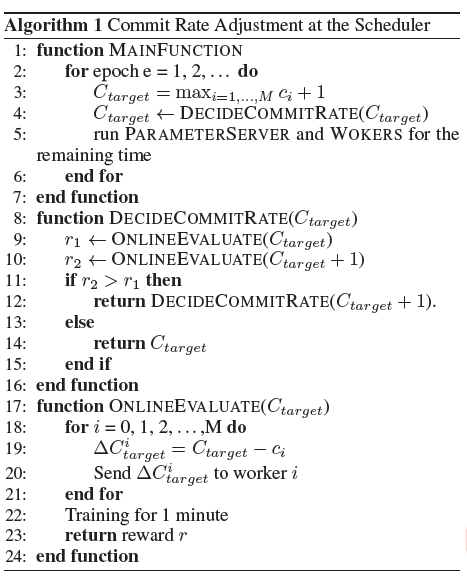 Algorithm 1 Commit Rate Adjustment at the Scheduler
1: function MAINFUNCTION
2: for epoch e = 1, 2, … do
3: C_{target} = max_{i=1,...,M} c_i + 1
4: C_{target} ← DECIDECOMMITRATE(C_{target})
5: run PARAMETERSERVER and WOKERS for the
remaining time
6: end for
7: end function
8: function DECIDECOMMITRATE(C_{target})
9: r_1 ← ONLINEEVALUATE(C_{target})
10: r_2 ← ONLINEEVALUATE(C_{target} + 1)
11: if r_2 > r_1 then
12: return DECIDECOMMITRATE(C_{target} + 1).
13: else
14: return C_{target}
15: end if
16: end function
17: function ONLINEEVALUATE(C_{target})
18: for i = 0, 1, 2, …,M do
19: ΔC^i_{target} = C_{target} − c_i
20: Send ΔC^i_{target} to worker i
21: end for
22: Training for 1 minute
23: return reward r
24: end function